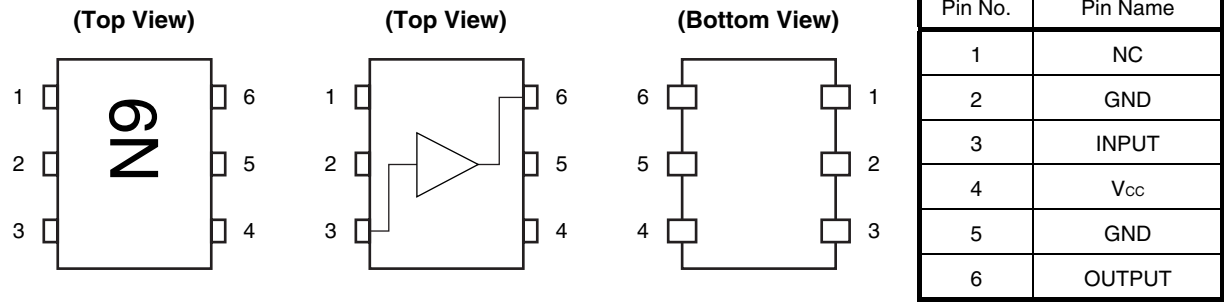 (Top View)
N9
1
2
3
6
5
4
(Top View)
1
2
3
6
5
4
(Bottom View)
6
5
4
1
2
3
Pin No. Pin Name
1 NC
2 GND
3 INPUT
4 VCC
5 GND
6 OUTPUT